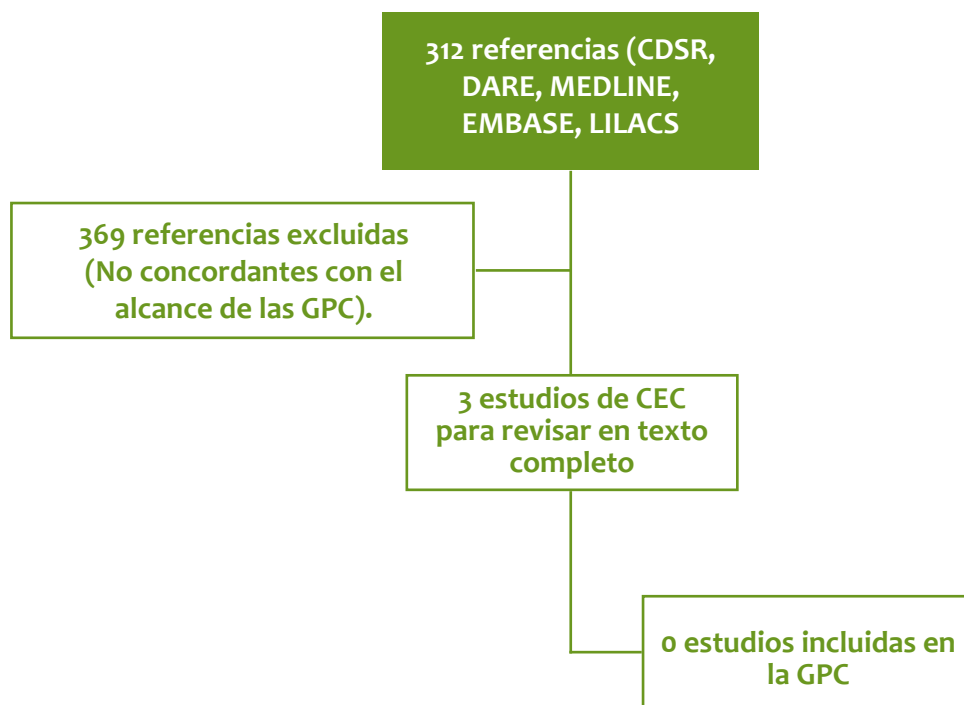 312 referencias (CDSR,
DARE, MEDLINE,
EMBASE, LILACS
369 referencias excluidas
(No concordantes con el
alcance de las GPC).
3 estudios de CEC
para revisar en texto
completo
0 estudios incluidas en
la GPC